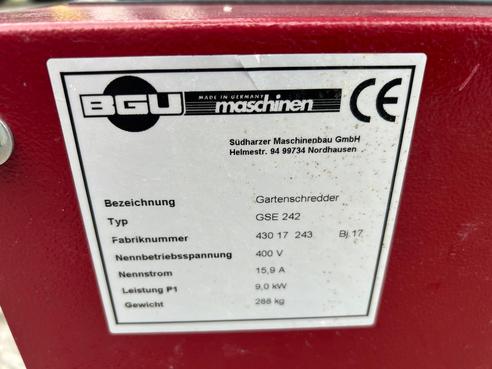 BGU MADE IN GERMANY maschinen CE
Südharzer Maschinenbau GmbH
Helmestr. 94 99734 Nordhausen
Bezeichnung Gartenschredder
Typ GSE 242
Fabriknummer 430 17 243 Bj.17
Nennbetriebsspannung 400 V
Nennstrom 15,9 A
Leistung P1 9,0 kW
Gewicht 288 kg